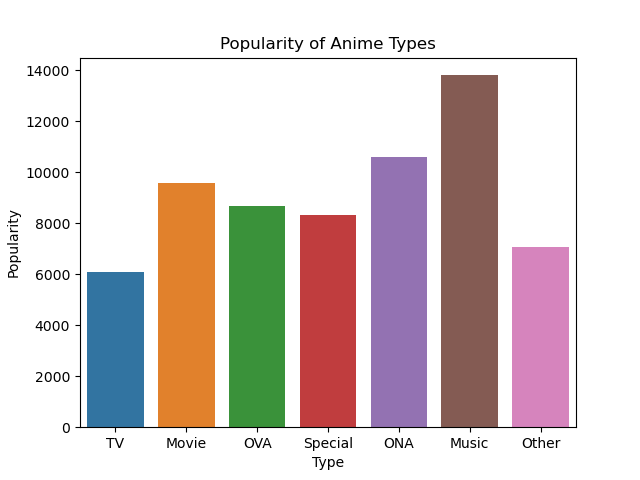 Popularity of Anime Types
14000
12000
10000
8000
6000
4000
2000
0
Popularity
TV Movie OVA Special ONA Music Other
Type